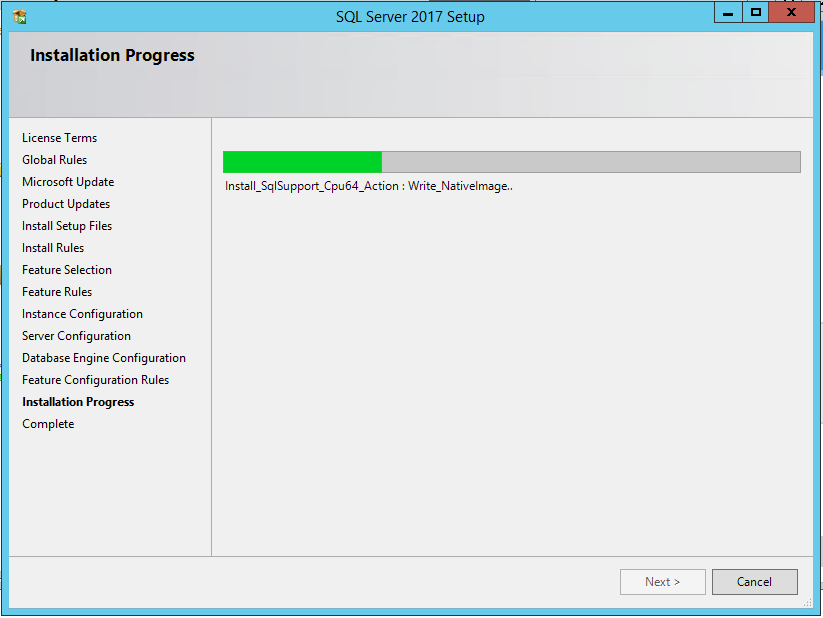 SQL Server 2017 Setup
Installation Progress
License Terms
Global Rules
Microsoft Update
Product Updates
Install Setup Files
Install Rules
Feature Selection
Feature Rules
Instance Configuration
Server Configuration
Database Engine Configuration
Feature Configuration Rules
Installation Progress
Complete
Install_SqlSupport_Cpu64_Action : Write_NativeImage..
Next >
Cancel